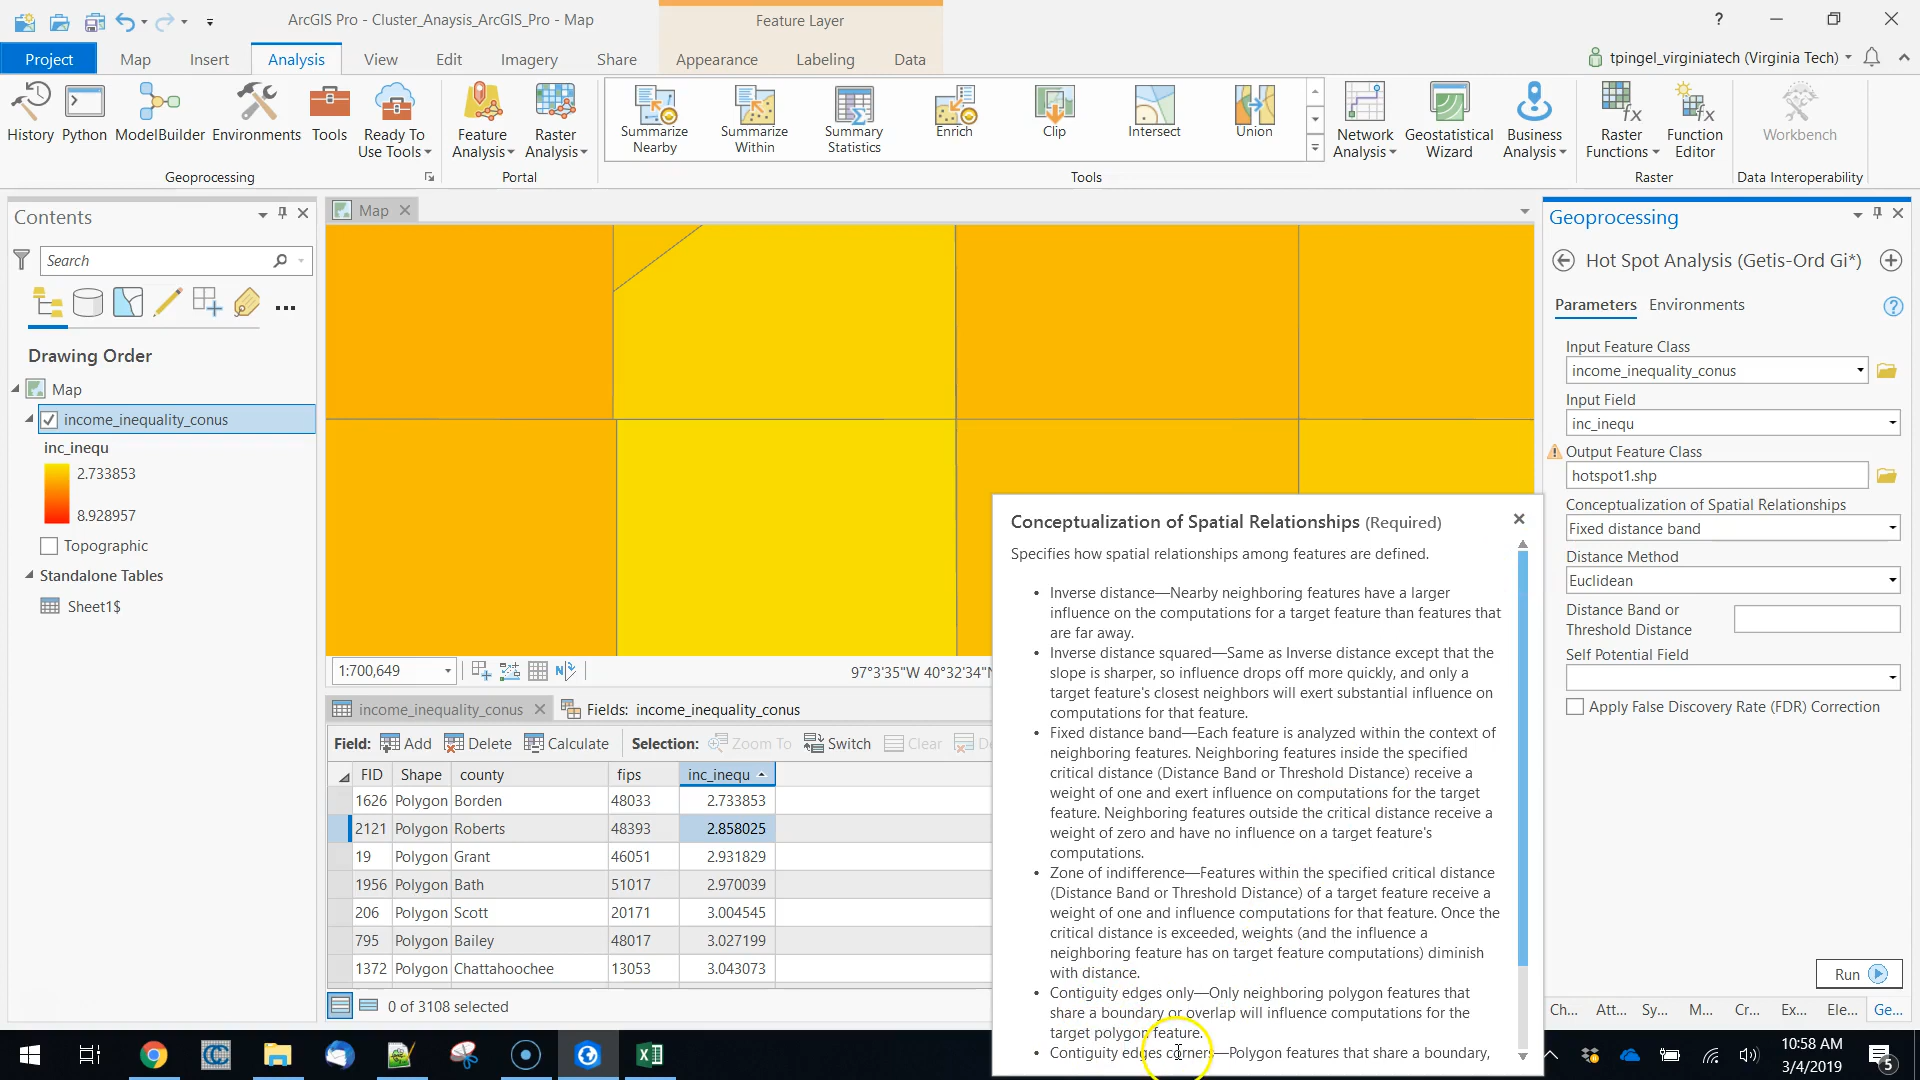 ArcGIS Pro - Cluster_Anaysis_ArcGIS_Pro - Map
Feature Layer
?
Project
Map
Insert
Analysis
View
Edit
Imagery
Share
Appearance
Labeling
Data
tpingel_virginiatech (Virginia Tech)
History
Python
ModelBuilder
Environments
Tools
Ready To
Use Tools
Feature
Analysis
Raster
Analysis
Summarize
Nearby
Summarize
Within
Summary
Statistics
Enrich
Clip
Intersect
Union
Network
Analysis
Geostatistical
Wizard
Business
Analysis
Raster
Functions
Function
Editor
Workbench
Geoprocessing
Portal
Tools
Raster
Data Interoperability
Contents
Search
Drawing Order
Map
income_inequality_conus
inc_inequ
2.733853
8.928957
Topographic
Standalone Tables
Sheet1$
Map
1:700,649
97°3'35"W 40°32'34"N
income_inequality_conus
Fields: income_inequality_conus
Field: Add Delete Calculate Selection: Zoom To Switch Clear De
FID Shape county fips inc_inequ
1626 Polygon Borden 48033 2.733853
2121 Polygon Roberts 48393 2.858025
19 Polygon Grant 46051 2.931829
1956 Polygon Bath 51017 2.970039
206 Polygon Scott 20171 3.004545
795 Polygon Bailey 48017 3.027199
1372 Polygon Chattahoochee 13053 3.043073
0 of 3108 selected
Conceptualization of Spatial Relationships (Required)
Specifies how spatial relationships among features are defined.
• Inverse distance—Nearby neighboring features have a larger
influence on the computations for a target feature than features that
are far away.
• Inverse distance squared—Same as Inverse distance except that the
slope is sharper, so influence drops off more quickly, and only a
target feature's closest neighbors will exert substantial influence on
computations for that feature.
• Fixed distance band—Each feature is analyzed within the context of
neighboring features. Neighboring features inside the specified
critical distance (Distance Band or Threshold Distance) receive a
weight of one and exert influence on computations for the target
feature. Neighboring features outside the critical distance receive a
weight of zero and have no influence on a target feature's
computations.
• Zone of indifference—Features within the specified critical distance
(Distance Band or Threshold Distance) of a target feature receive a
weight of one and influence computations for that feature. Once the
critical distance is exceeded, weights (and the influence a
neighboring feature has on target feature computations) diminish
with distance.
• Contiguity edges only—Only neighboring polygon features that
share a boundary or overlap will influence computations for the
target polygon feature.
• Contiguity edges corners—Polygon features that share a boundary,
Geoprocessing
Hot Spot Analysis (Getis-Ord Gi*)
Parameters Environments
?
Input Feature Class
income_inequality_conus
Input Field
inc_inequ
Output Feature Class
hotspot1.shp
Conceptualization of Spatial Relationships
Fixed distance band
Distance Method
Euclidean
Distance Band or
Threshold Distance
Self Potential Field
Apply False Discovery Rate (FDR) Correction
Run
Ch... Att... Sy... M... Cr... Ex... Ele... Ge...
10:58 AM
3/4/2019
5